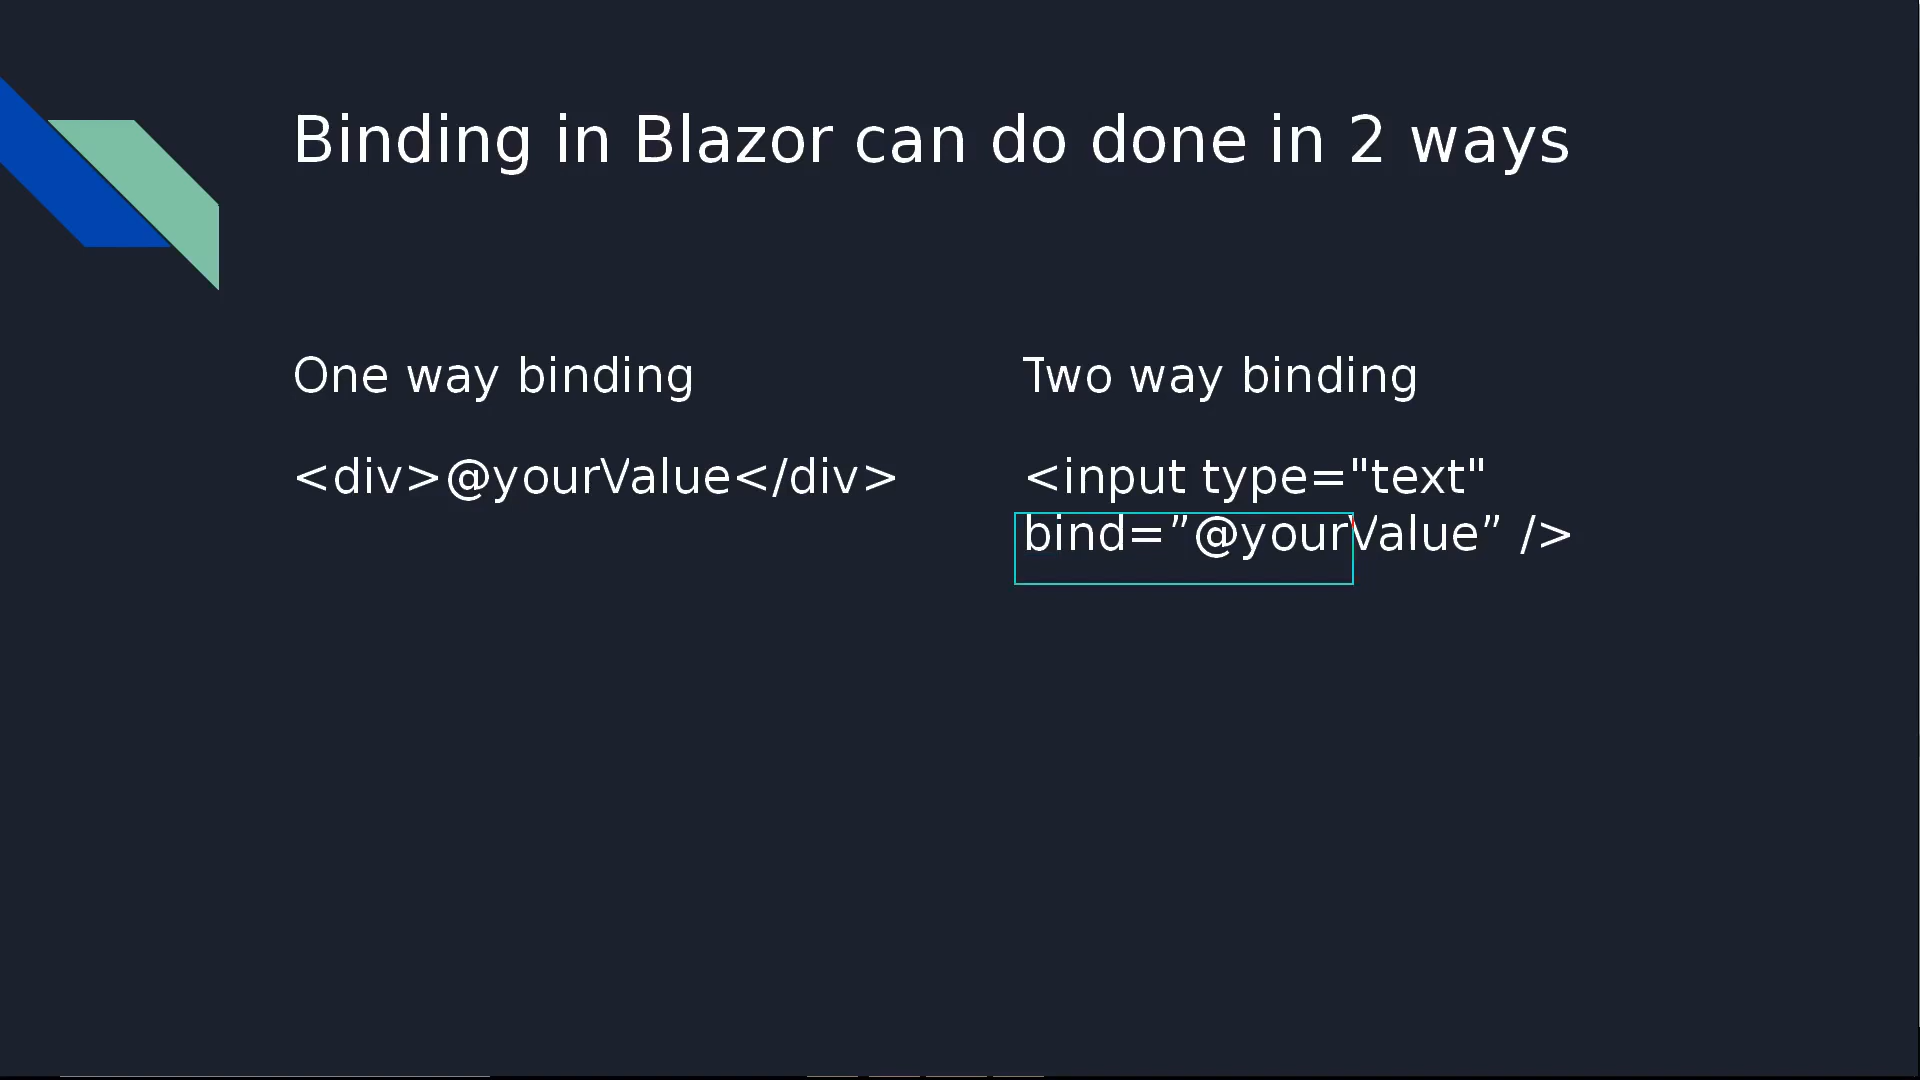 Binding in Blazor can do done in 2 ways
One way binding
<div>@yourValue</div>
Two way binding
<input type="text"
bind=”@yourValue” />